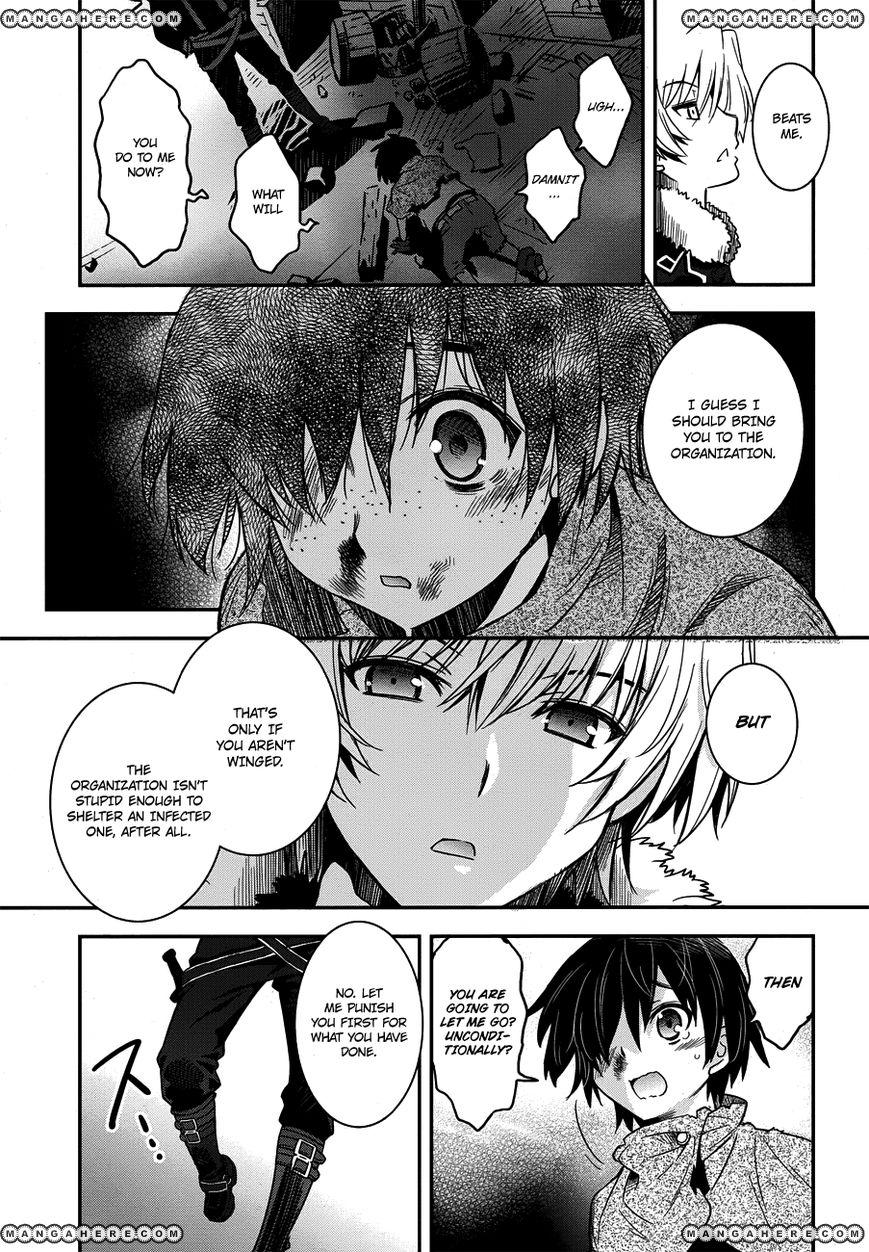 MANGAHERE.COM
MANGAHERE.COM
BEATS
ME.
UGH...
DAMNIT
...
WHAT
WILL
YOU
DO TO ME
NOW?
I GUESS I
SHOULD BRING
YOU TO THE
ORGANIZATION.
BUT
THAT'S
ONLY IF
YOU AREN'T
WINGED.
THE
ORGANIZATION ISN'T
STUPID ENOUGH TO
SHELTER AN INFECTED
ONE, AFTER ALL.
THEN
YOU ARE
GOING TO
LET ME GO?
UNCONDI-
TIONALLY?
NO. LET
ME PUNISH
YOU FIRST FOR
WHAT YOU HAVE
DONE.
ス...
MANGAHERE.COM
MANGAHERE.COM